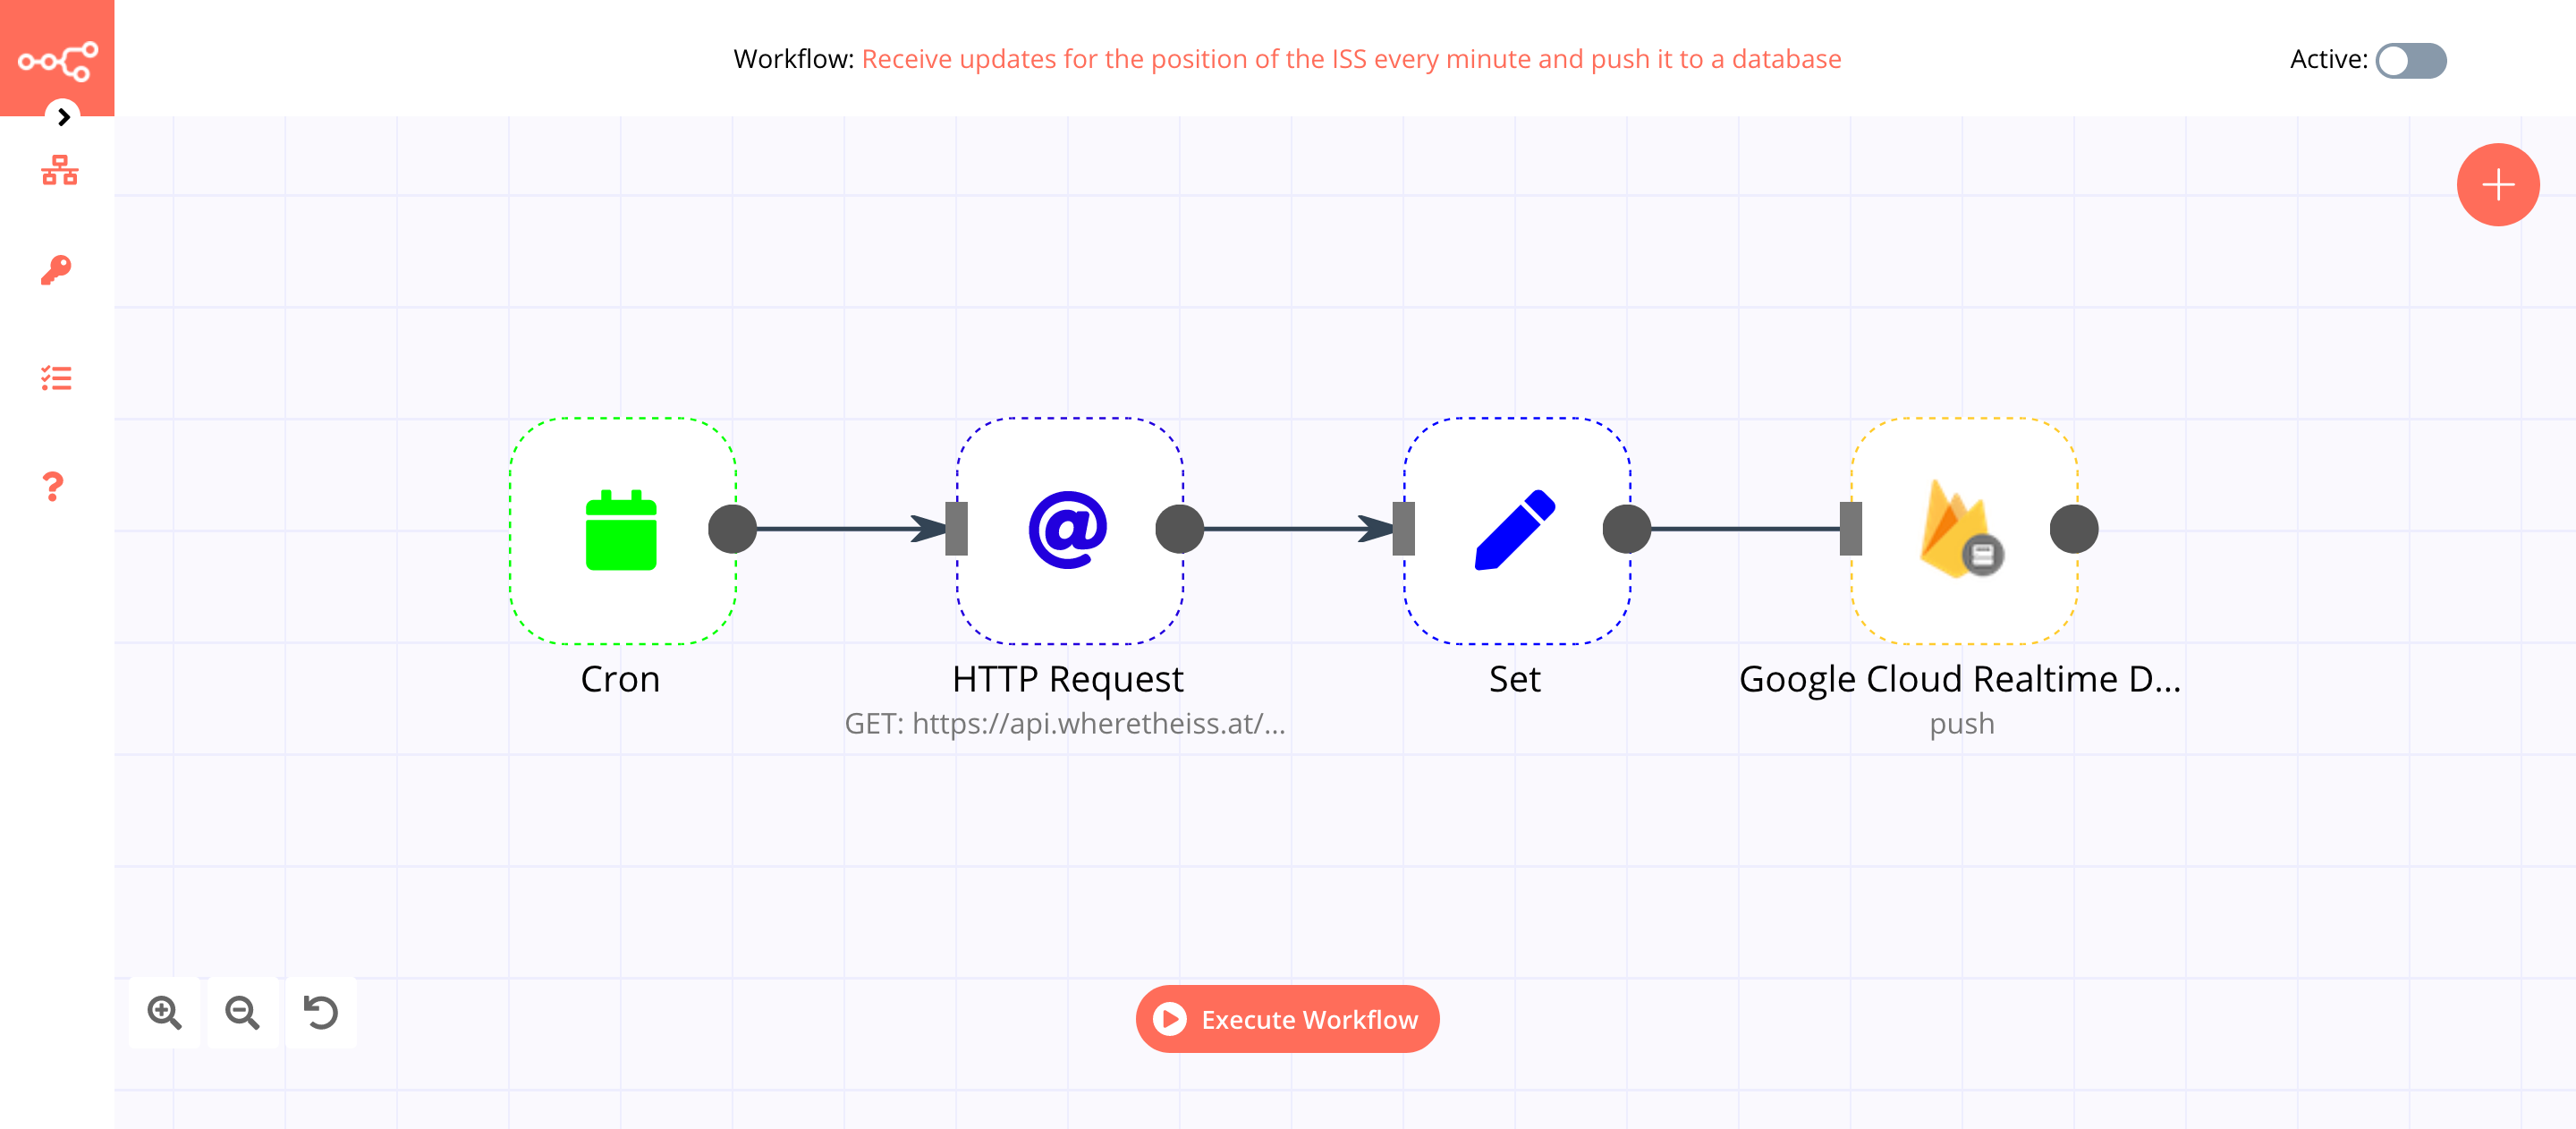 Workflow: Receive updates for the position of the ISS every minute and push it to a database
Active:
Cron
HTTP Request
GET: https://api.wheretheiss.at/...
Set
Google Cloud Realtime D...
push
Execute Workflow